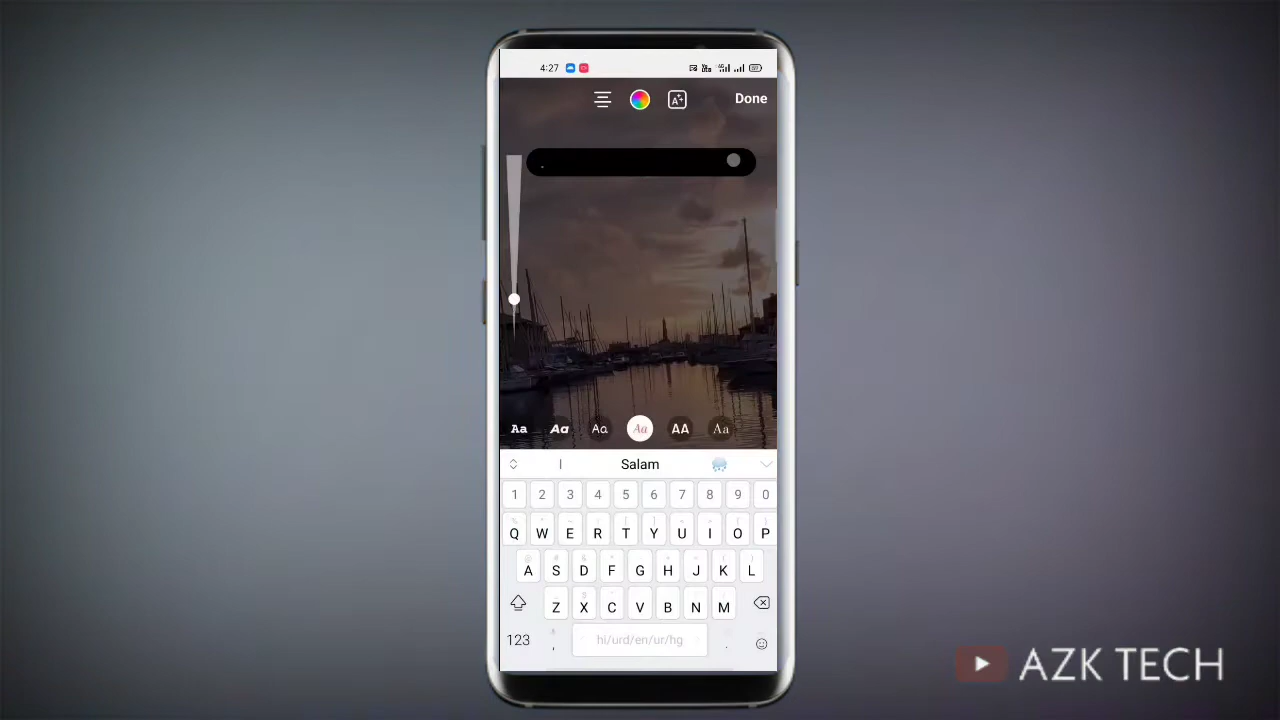 4:27
Done
Aa Aa Aa Aa AA Aa
Salam
1 2 3 4 5 6 7 8 9 0
Q W E R T Y U I O P
A S D F G H J K L
Z X C V B N M
123 , hi/urd/en/ur/hg .
AZK TECH